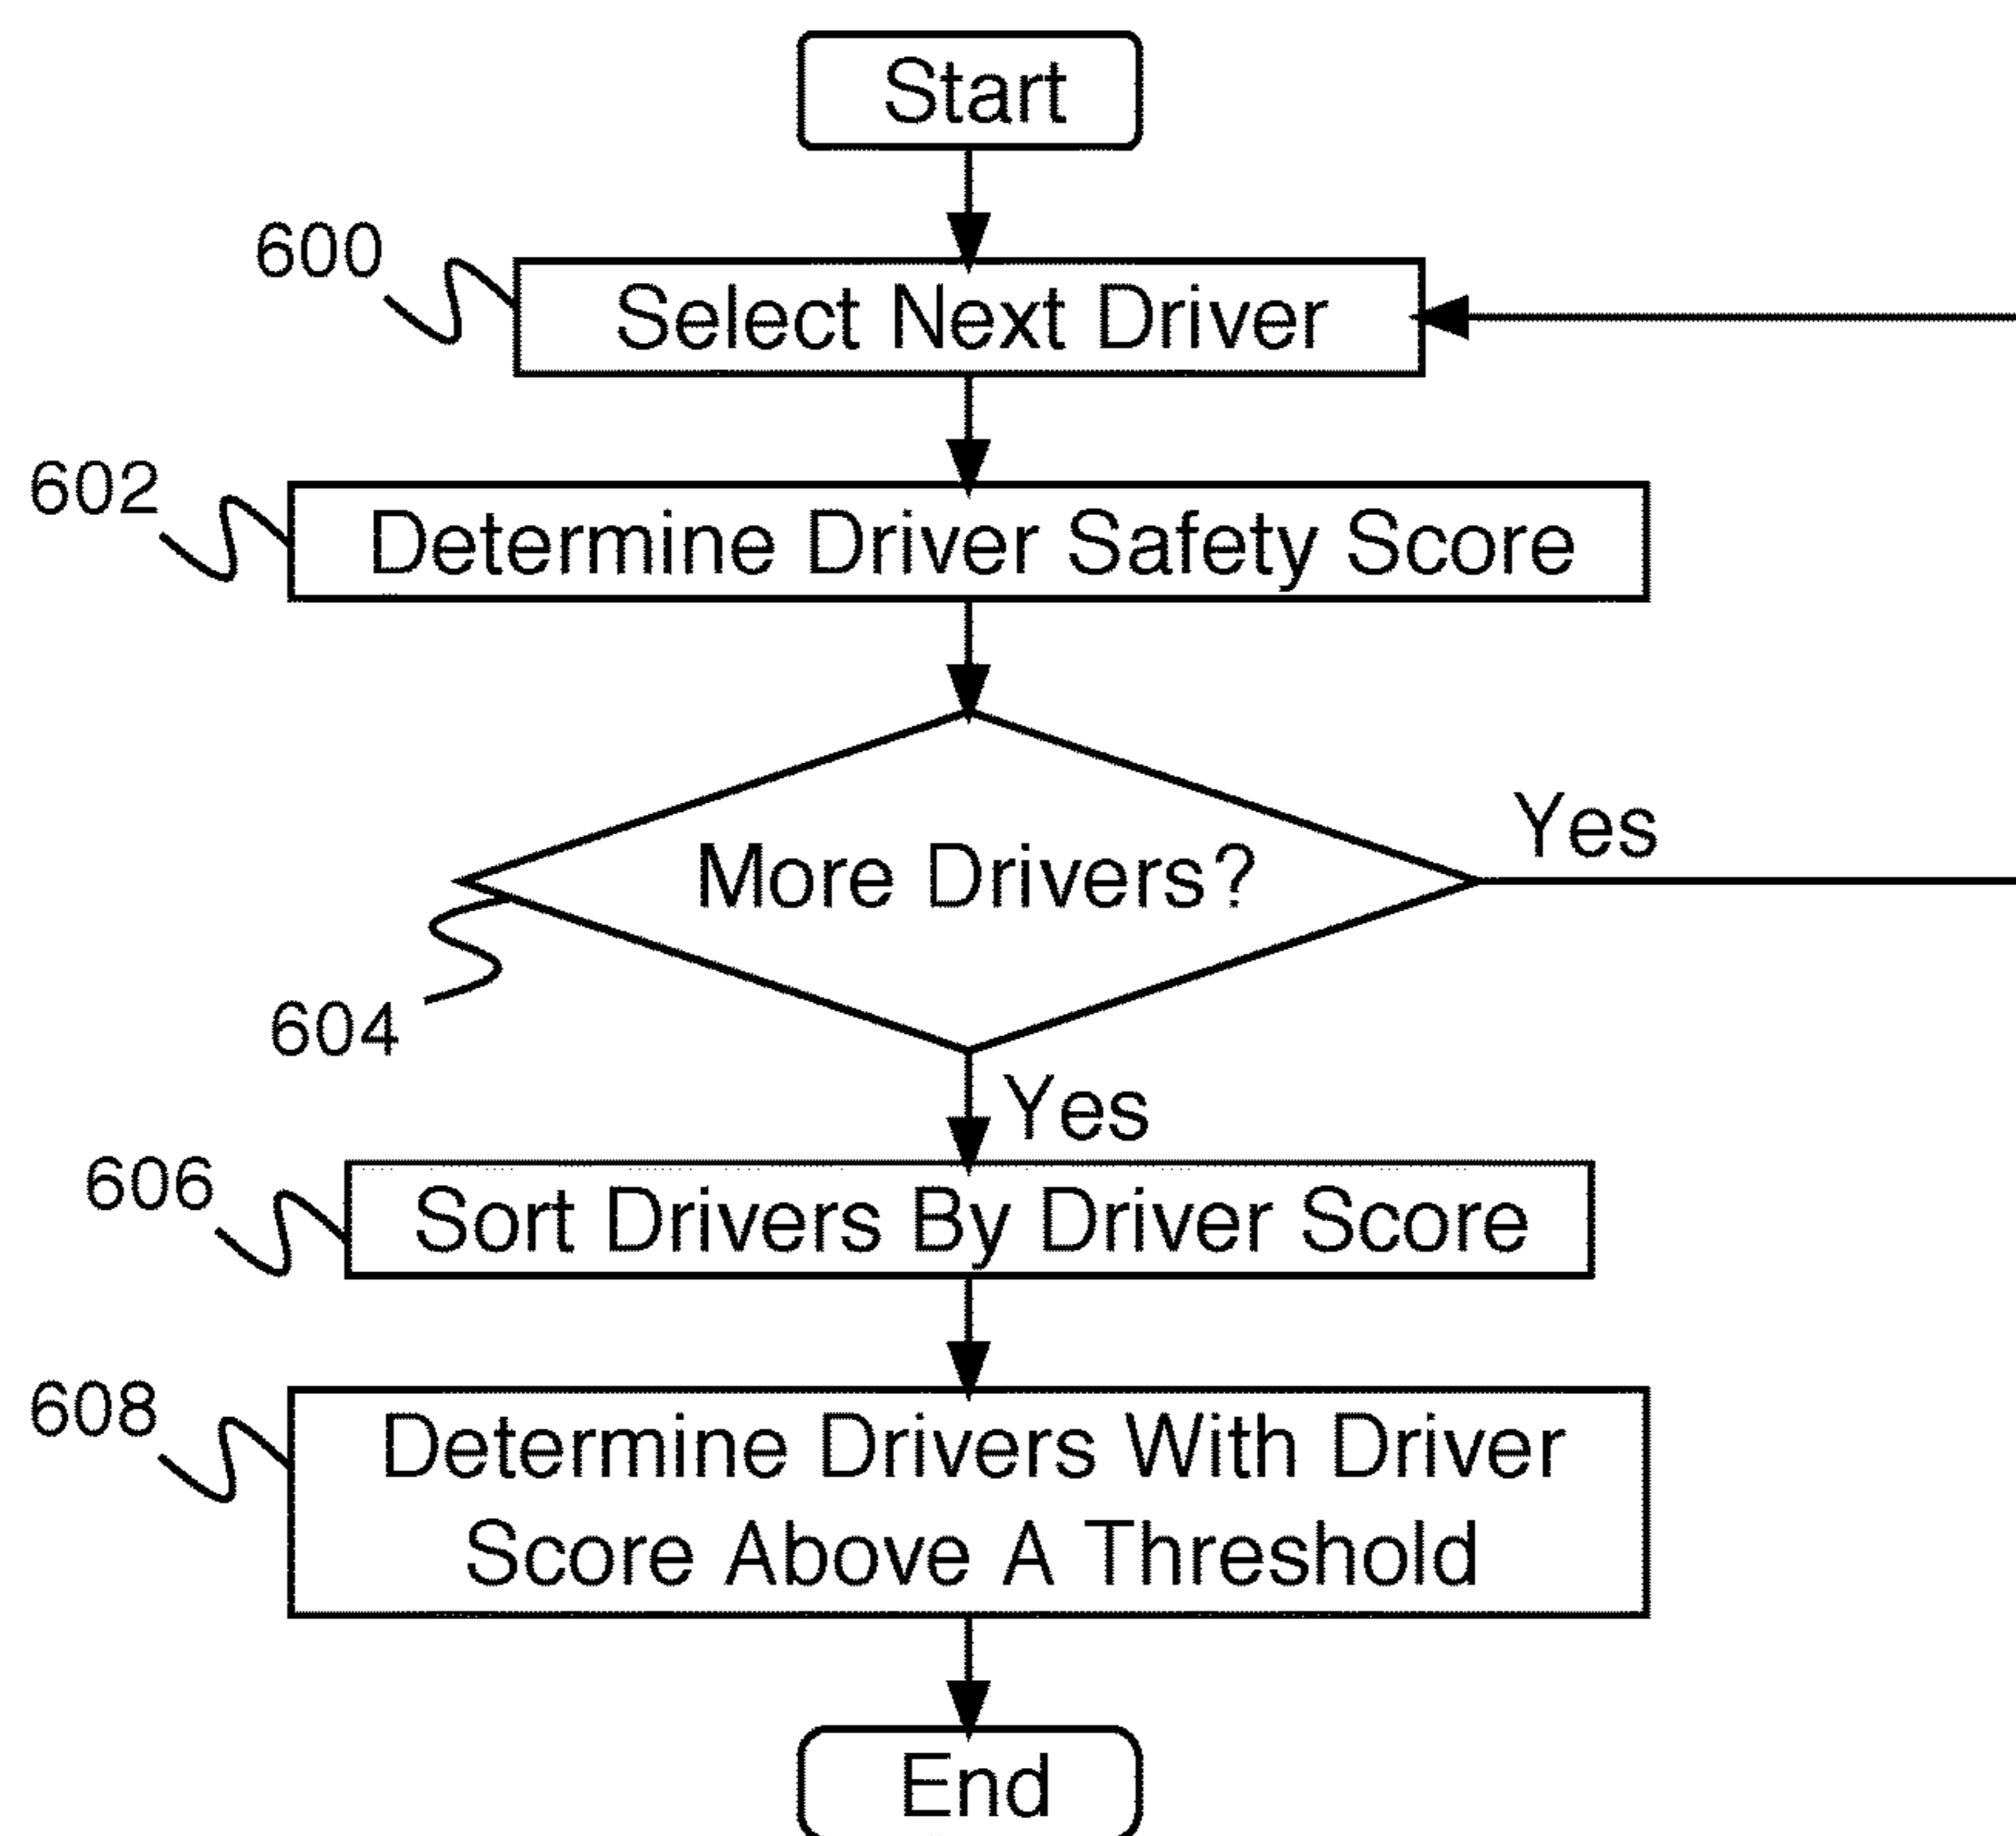 Start
600
Select Next Driver
602
Determine Driver Safety Score
More Drivers?
Yes
604
Yes
606
Sort Drivers By Driver Score
608
Determine Drivers With Driver
Score Above A Threshold
End